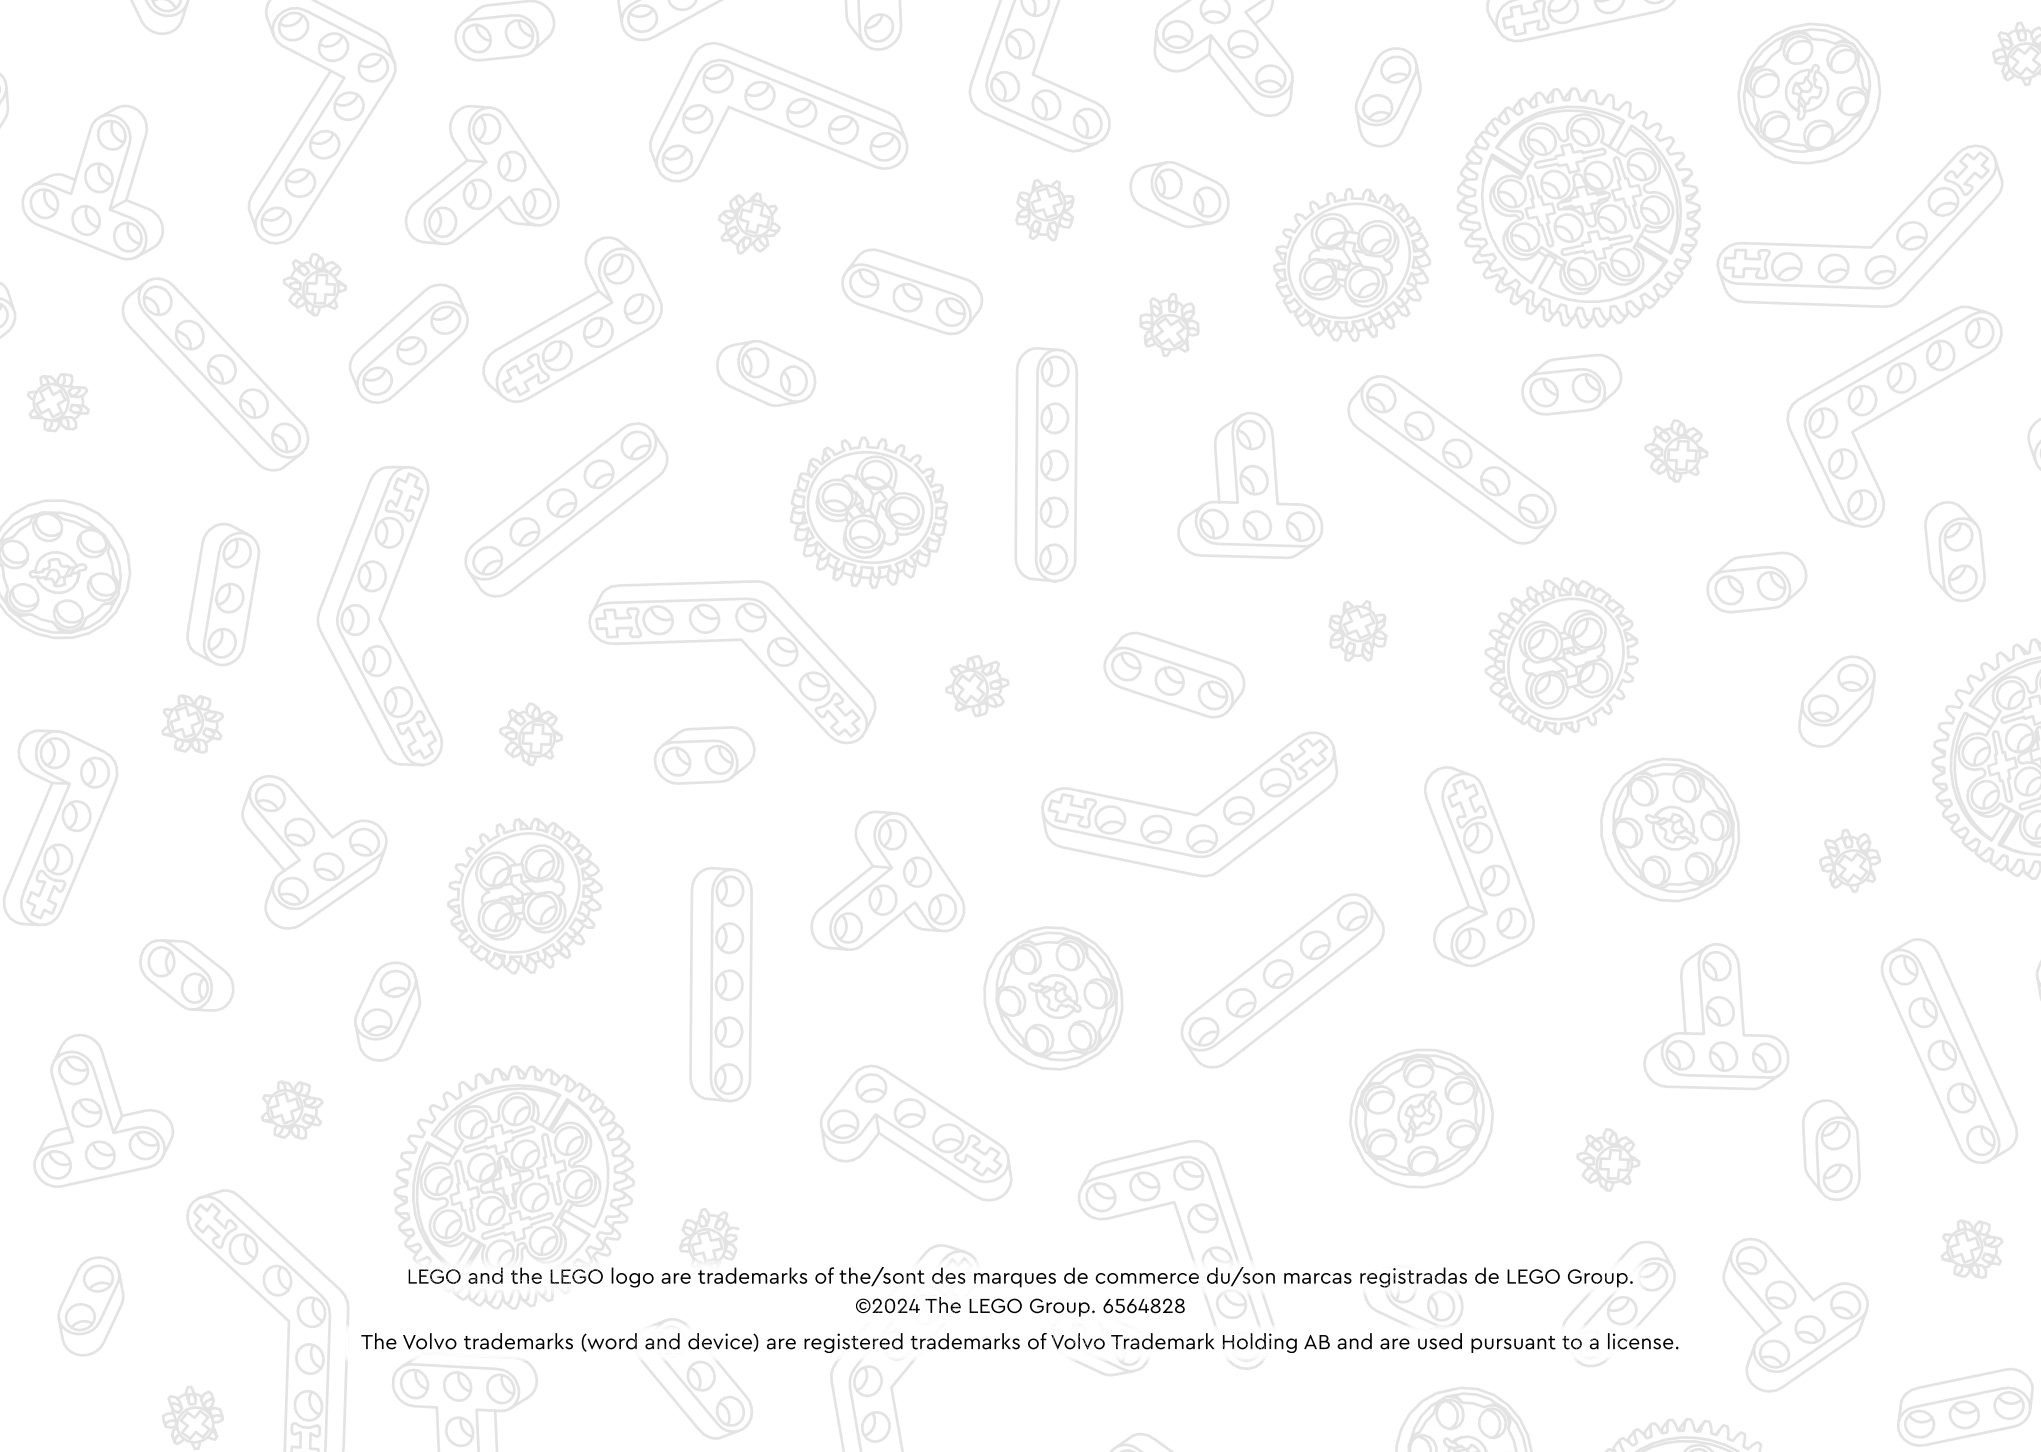 LEGO and the LEGO logo are trademarks of the/sont des marques de commerce du/son marcas registradas de LEGO Group.
©2024 The LEGO Group. 6564828
The Volvo trademarks (word and device) are registered trademarks of Volvo Trademark Holding AB and are used pursuant to a license.